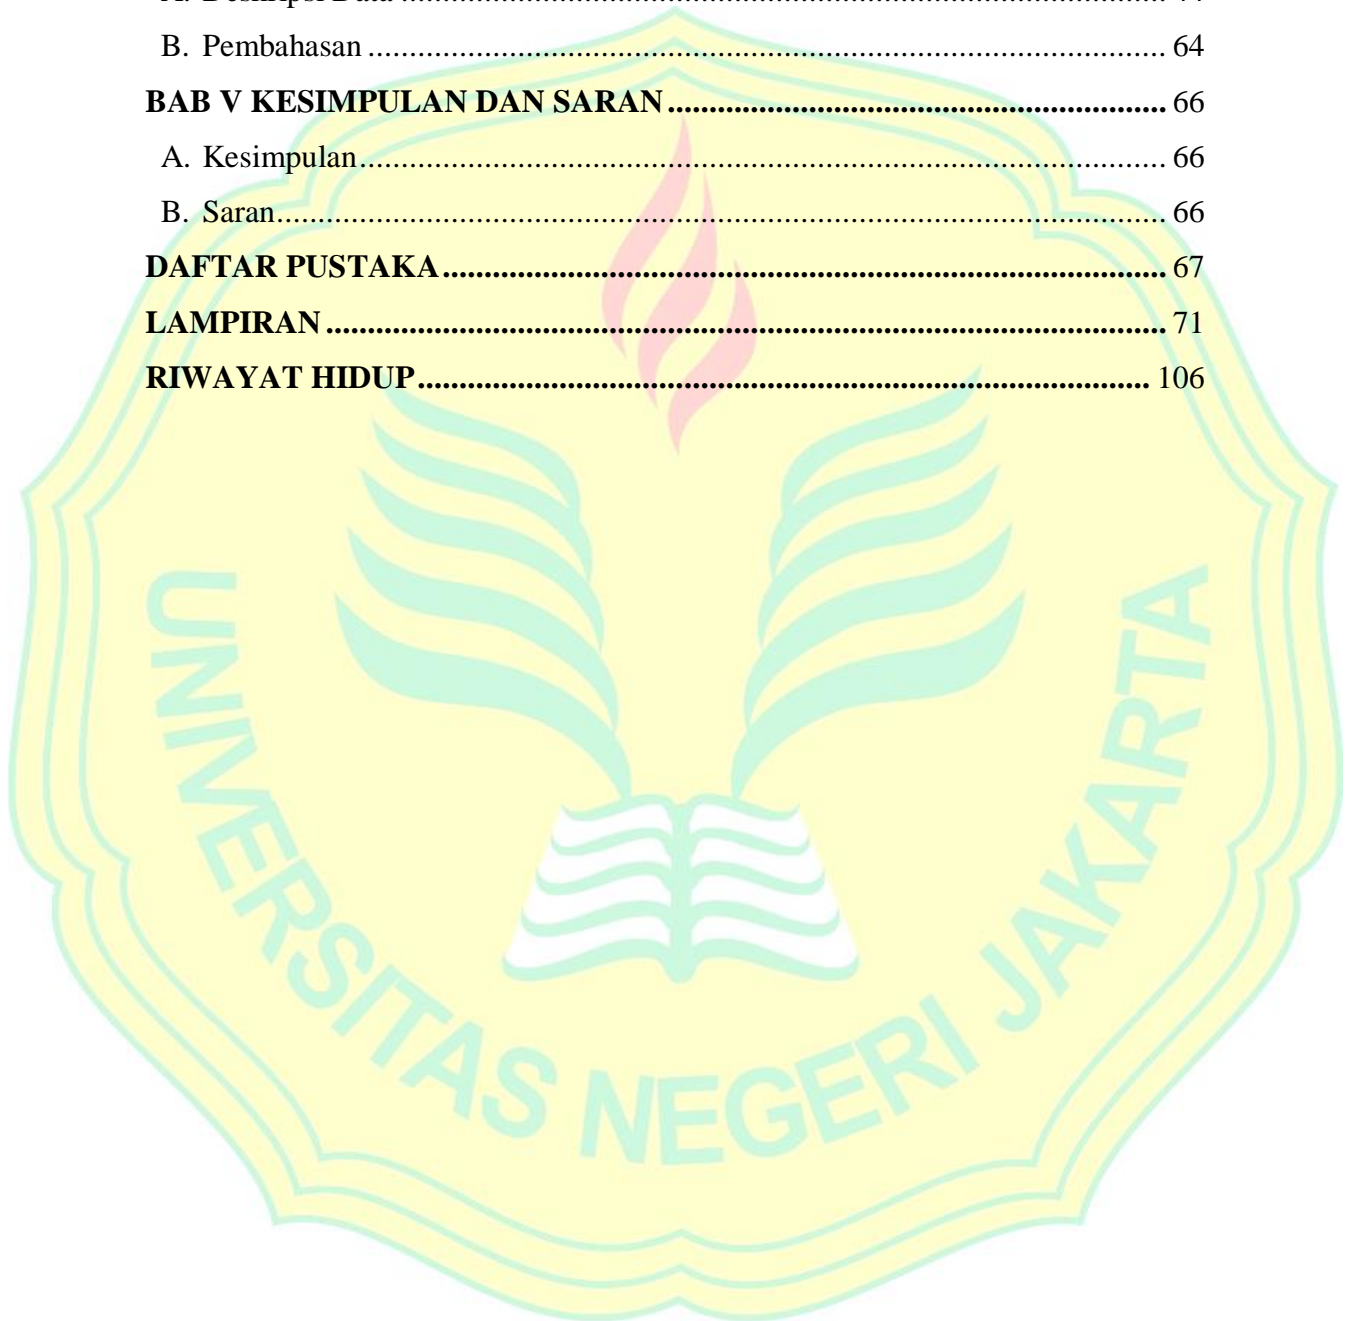 B. Pembahasan ................................................................................................ 64
BAB V KESIMPULAN DAN SARAN ............................................................ 66
A. Kesimpulan................................................................................................. 66
B. Saran........................................................................................................... 66
DAFTAR PUSTAKA....................................................................................... 67
LAMPIRAN ..................................................................................................... 71
RIWAYAT HIDUP........................................................................................ 106
UNIVERSITAS NEGERI JAKARTA